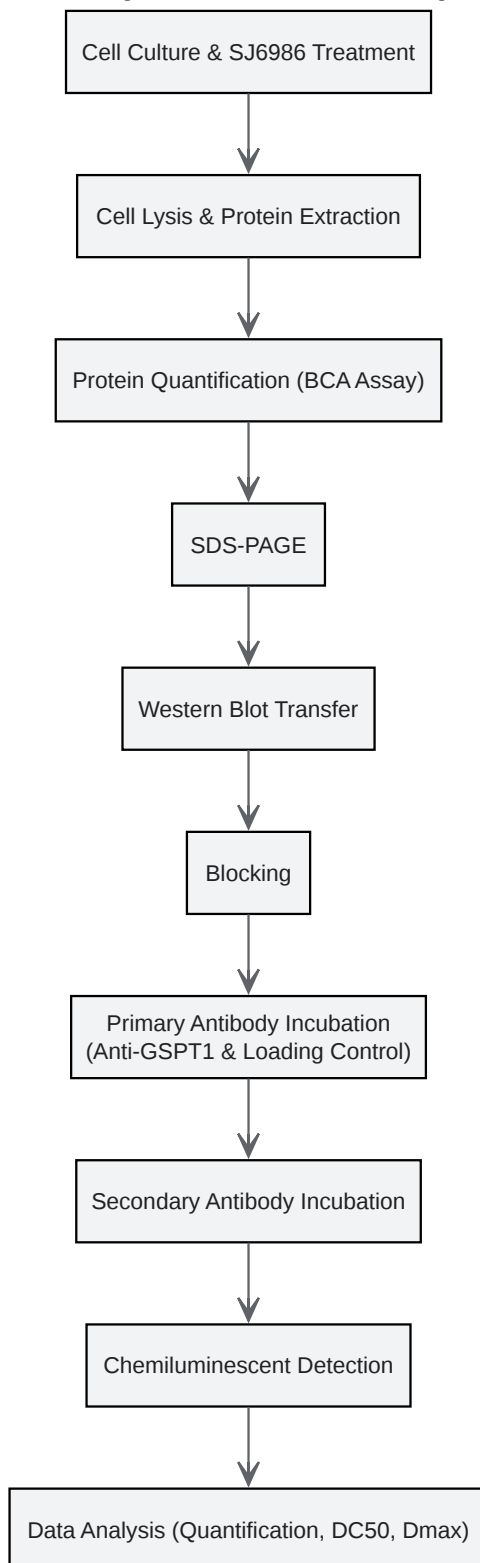 Cell Culture & SJ6986 Treatment
Cell Lysis & Protein Extraction
Protein Quantification (BCA Assay)
SDS-PAGE
Western Blot Transfer
Blocking
Primary Antibody Incubation
(Anti-GSPT1 & Loading Control)
Secondary Antibody Incubation
Chemiluminescent Detection
Data Analysis (Quantification, DC50, Dmax)